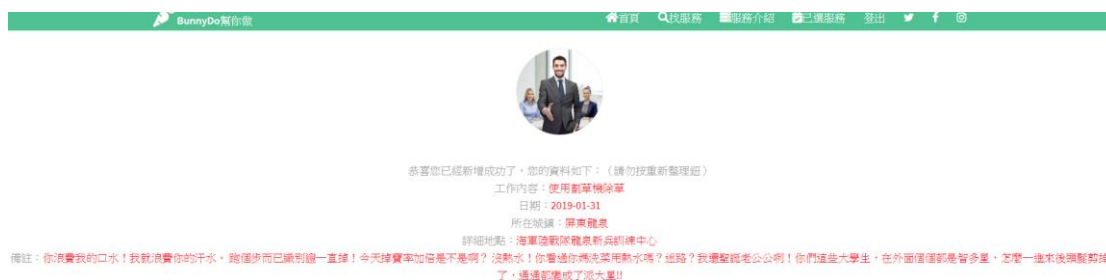 BunnyDo幫你做
首頁 找服務 服務介紹 已選服務 登出
恭喜您已經新增成功了，您的資料如下：（請勿按重新整理鈕）
工作內容：使用割草機除草
日期：2019-01-31
所在城鎮：屏東龍泉
詳細地點：海軍陸戰隊龍泉新兵訓練中心
備註：你浪費我的口水！我就浪費你的汗水。跑個步而已識別證一直掉！今天掉寶率加倍是不是啊？ 沒熱水！你看過你媽洗菜用熱水嗎？迷路？我還聖誕老公公咧！你們這些大學生，在外面個個都是智多星，怎麼一進來後頭髮剪掉
了，通通都變成了派大星!!